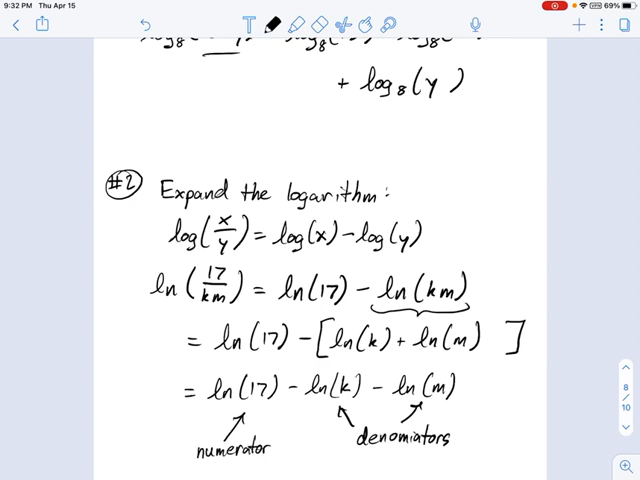 9:32 PM Thu Apr 15
VPN 69%
+ log₈(y)
#2 Expand the logarithm:
log(x/y) = log(x) - log(y)
ln(17/km) = ln(17) - ln(km)
= ln(17) - [ln(k) + ln(m) ]
= ln(17) - ln(k) - ln(m)
numerator denomiators
8
/
10